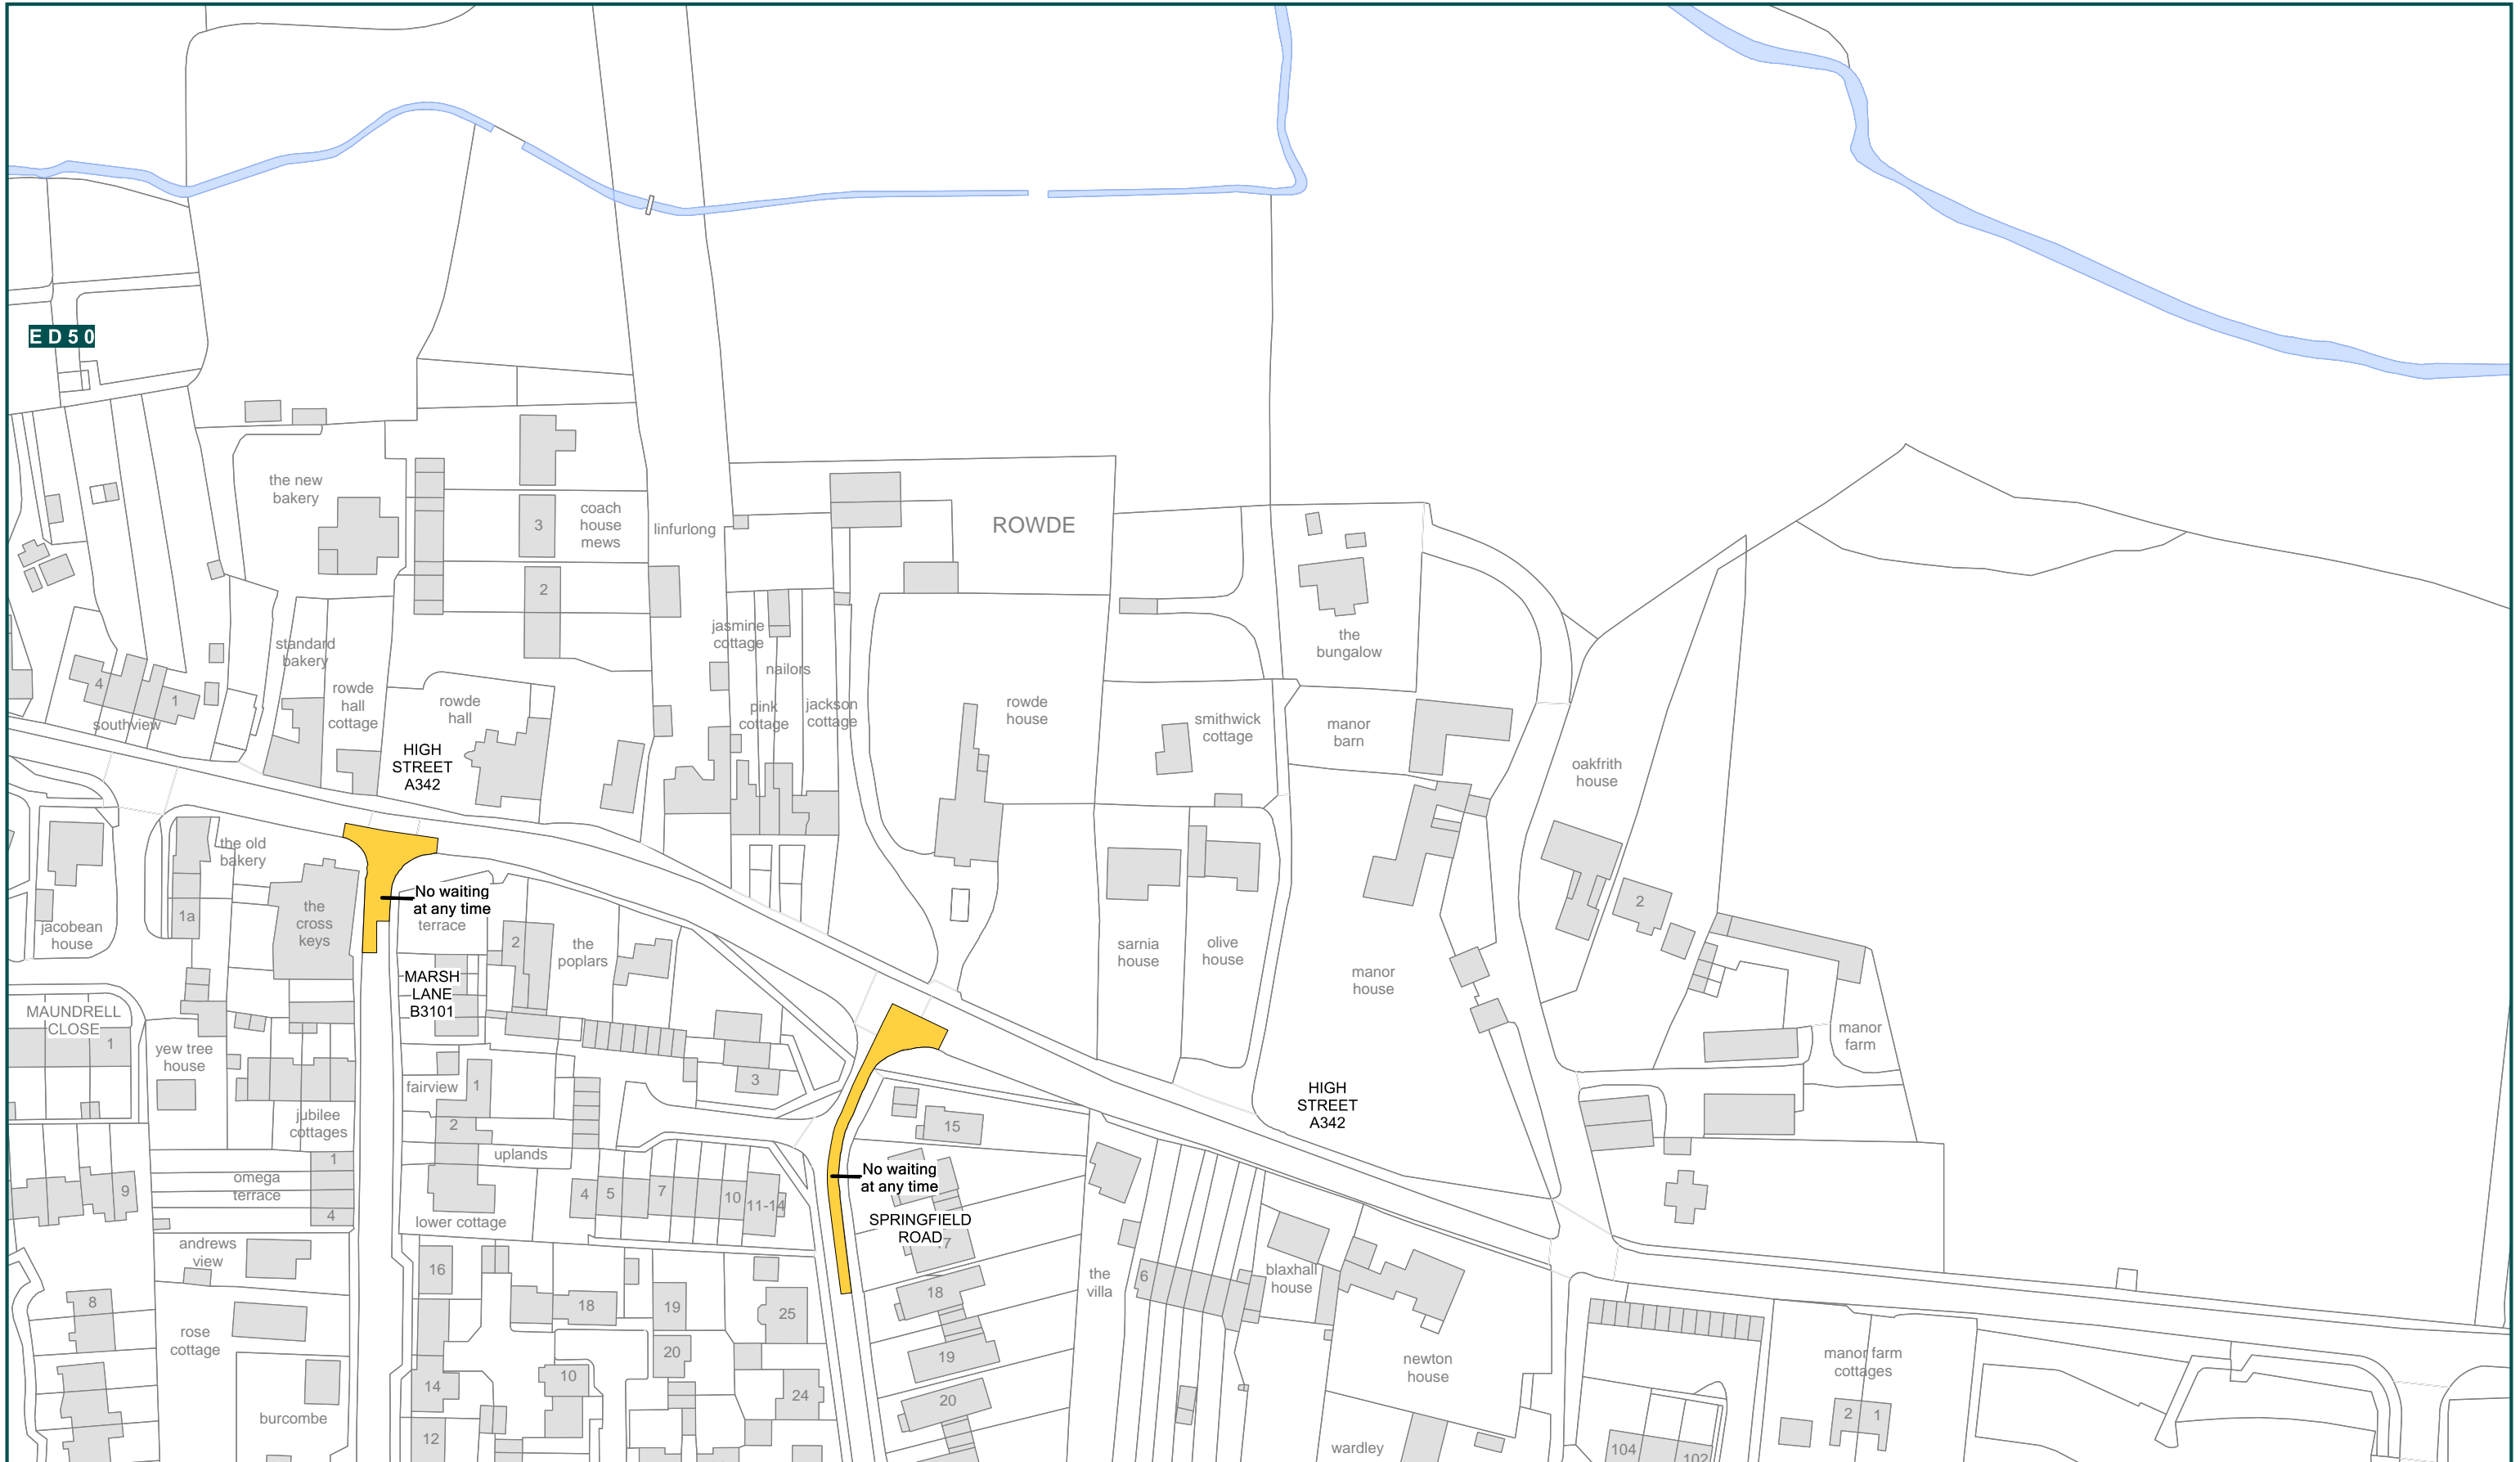 E D 5 0
the new
bakery
3
coach
house
mews
linfurlong
ROWDE
2
standard
bakery
jasmine
cottage
nailors
the
bungalow
4
1
southview
rowde
hall
cottage
rowde
hall
pink
cottage
jackson
cottage
rowde
house
smithwick
cottage
manor
barn
HIGH
STREET
A342
oakfrith
house
the old
bakery
1a
the
cross
keys
No waiting
at any time
terrace
jacobean
house
2
the
poplars
sarnia
house
olive
house
manor
house
2
MARSH
LANE
B3101
MAUNDRELL
CLOSE
1
yew tree
house
manor
farm
fairview
1
3
2
jubilee
cottages
15
HIGH
STREET
A342
uplands
1
omega
terrace
4
9
4
5
7
10
11-14
No waiting
at any time
lower cottage
SPRINGFIELD
ROAD
7
andrews
view
16
the
villa
6
blaxhall
house
8
18
19
25
18
rose
cottage
20
19
newton
house
manor farm
cottages
14
10
24
20
2
1
burcombe
12
wardley
104
102